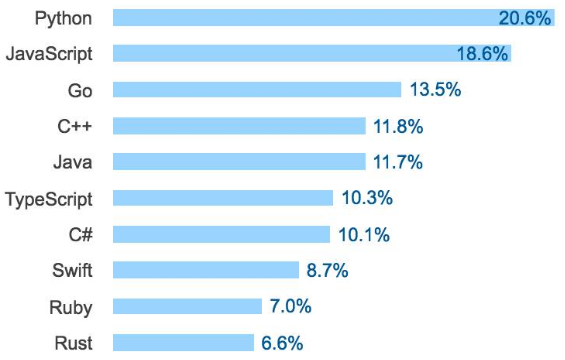 Python 20.6%
JavaScript 18.6%
Go 13.5%
C++ 11.8%
Java 11.7%
TypeScript 10.3%
C# 10.1%
Swift 8.7%
Ruby 7.0%
Rust 6.6%